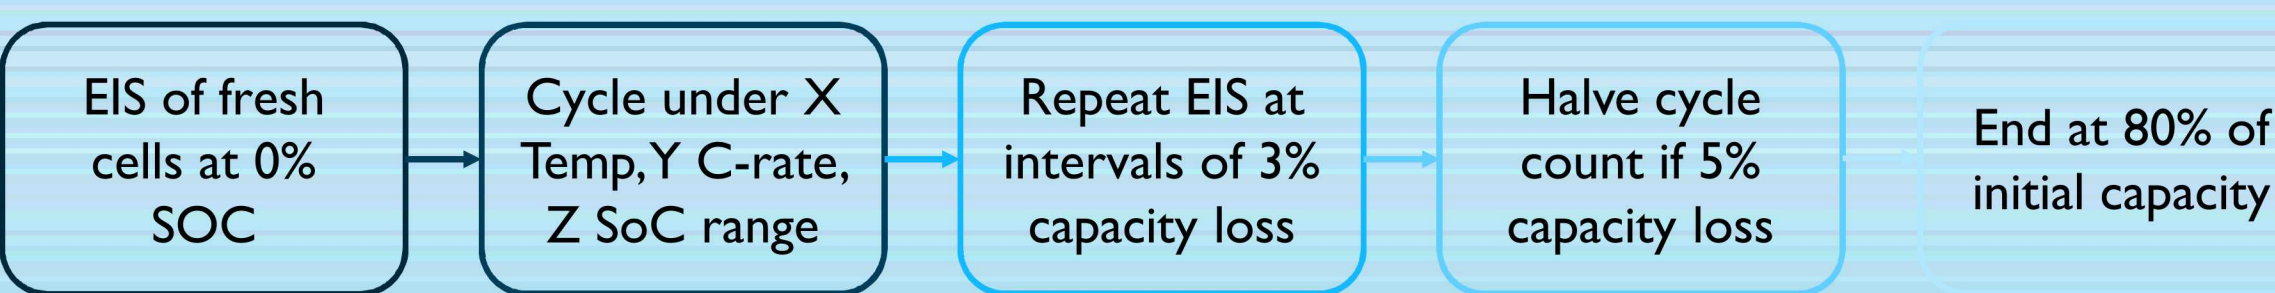 EIS of fresh
cells at 0%
SOC
Cycle under X
Temp, Y C-rate,
Z SoC range
Repeat EIS at
intervals of 3%
capacity loss
Halve cycle
count if 5%
capacity loss
End at 80% of
initial capacity